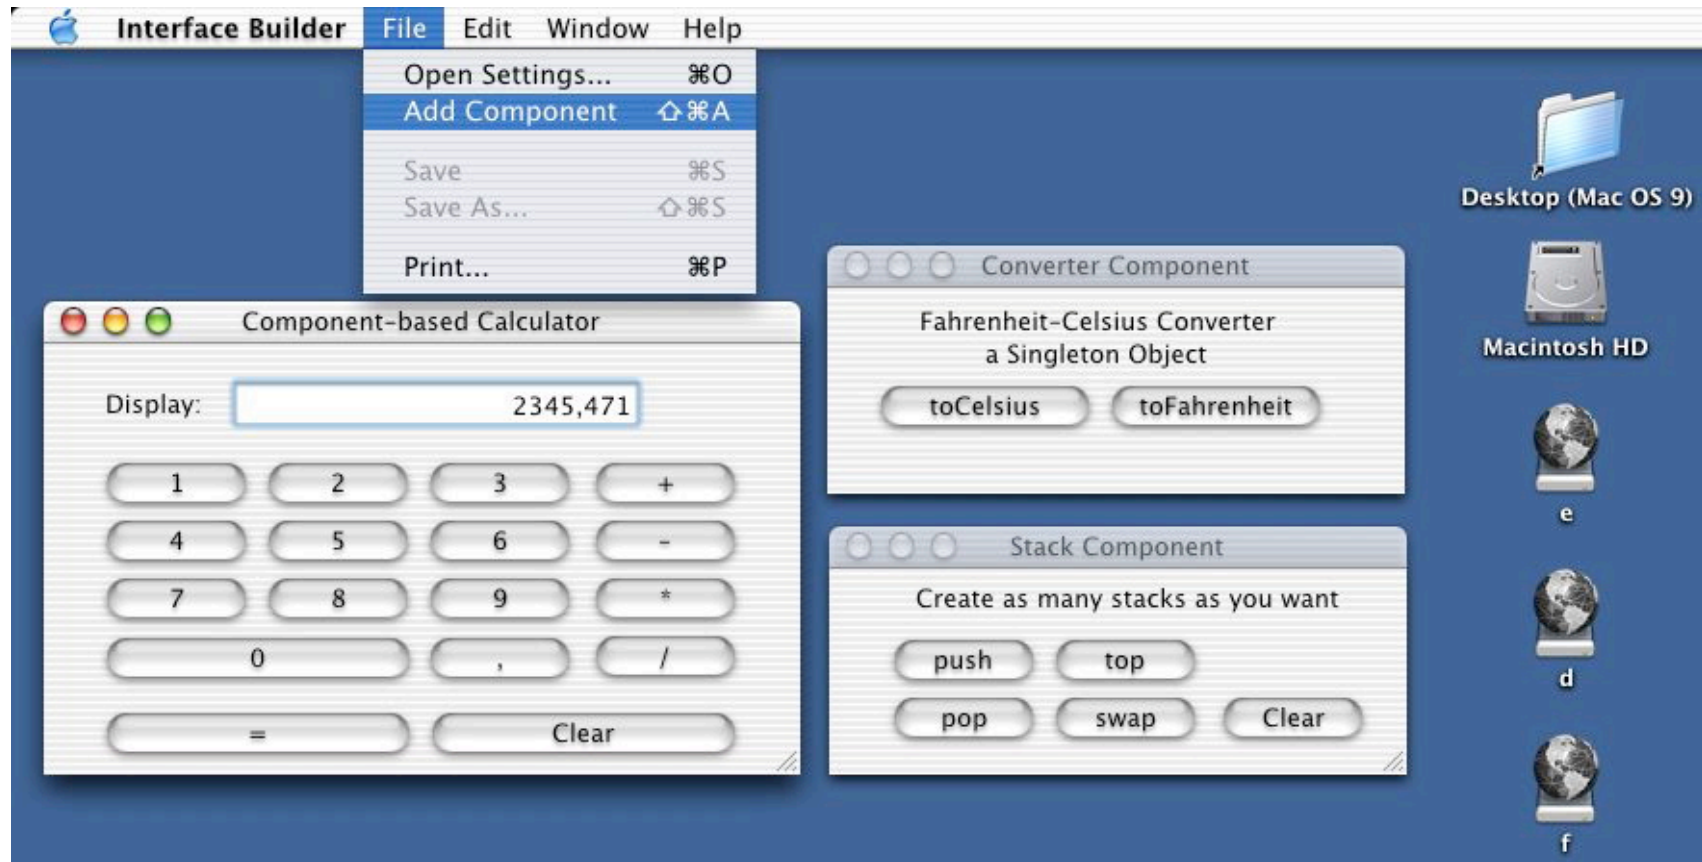 Interface Builder File Edit Window Help
Open Settings... ⌘O
Add Component ⇧⌘A
Save ⌘S
Save As... ⇧⌘S
Print... ⌘P
Component-based Calculator
Display: 2345,471
1 2 3 +
4 5 6 -
7 8 9 *
0 , /
= Clear
Converter Component
Fahrenheit-Celsius Converter
a Singleton Object
toCelsius toFahrenheit
Stack Component
Create as many stacks as you want
push top
pop swap Clear
Desktop (Mac OS 9)
Macintosh HD
e
d
f